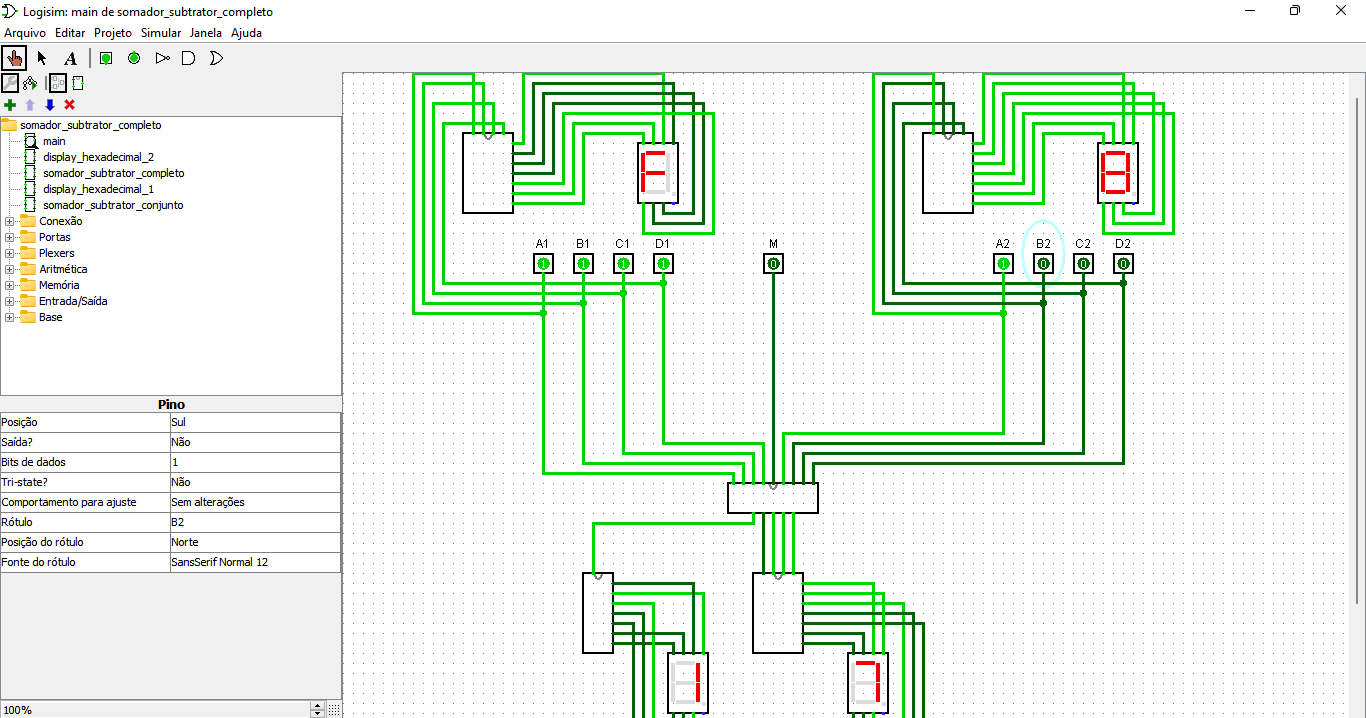 Logisim: main de somador_subtrator_completo
Arquivo Editar Projeto Simular Janela Ajuda
A
somador_subtrator_completo
main
display_hexadecimal_2
somador_subtrator_completo
display_hexadecimal_1
somador_subtrator_conjunto
Conexão
Portas
Plexers
Aritmética
Memória
Entrada/Saída
Base
Pino
Posição Sul
Saída? Não
Bits de dados 1
Tri-state? Não
Comportamento para ajuste Sem alterações
Rótulo B2
Posição do rótulo Norte
Fonte do rótulo SansSerif Normal 12
100%
F 8
A1 B1 C1 D1 M A2 B2 C2 D2
1 1 1 1 0 1 0 0 0
1 7